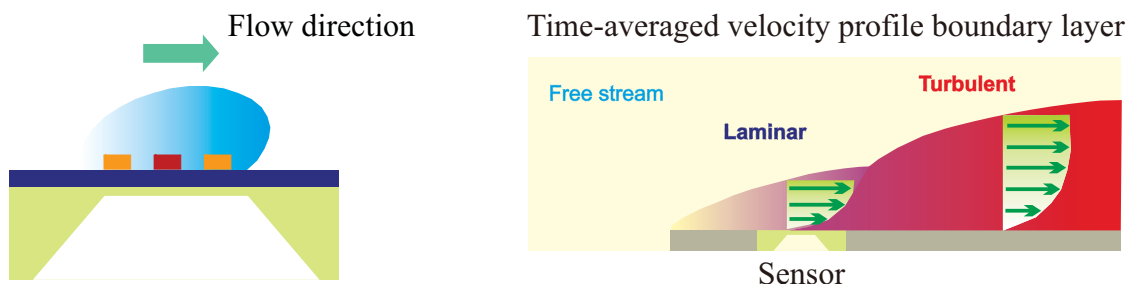 Flow direction
Time-averaged velocity profile boundary layer
Free stream
Turbulent
Laminar
Sensor